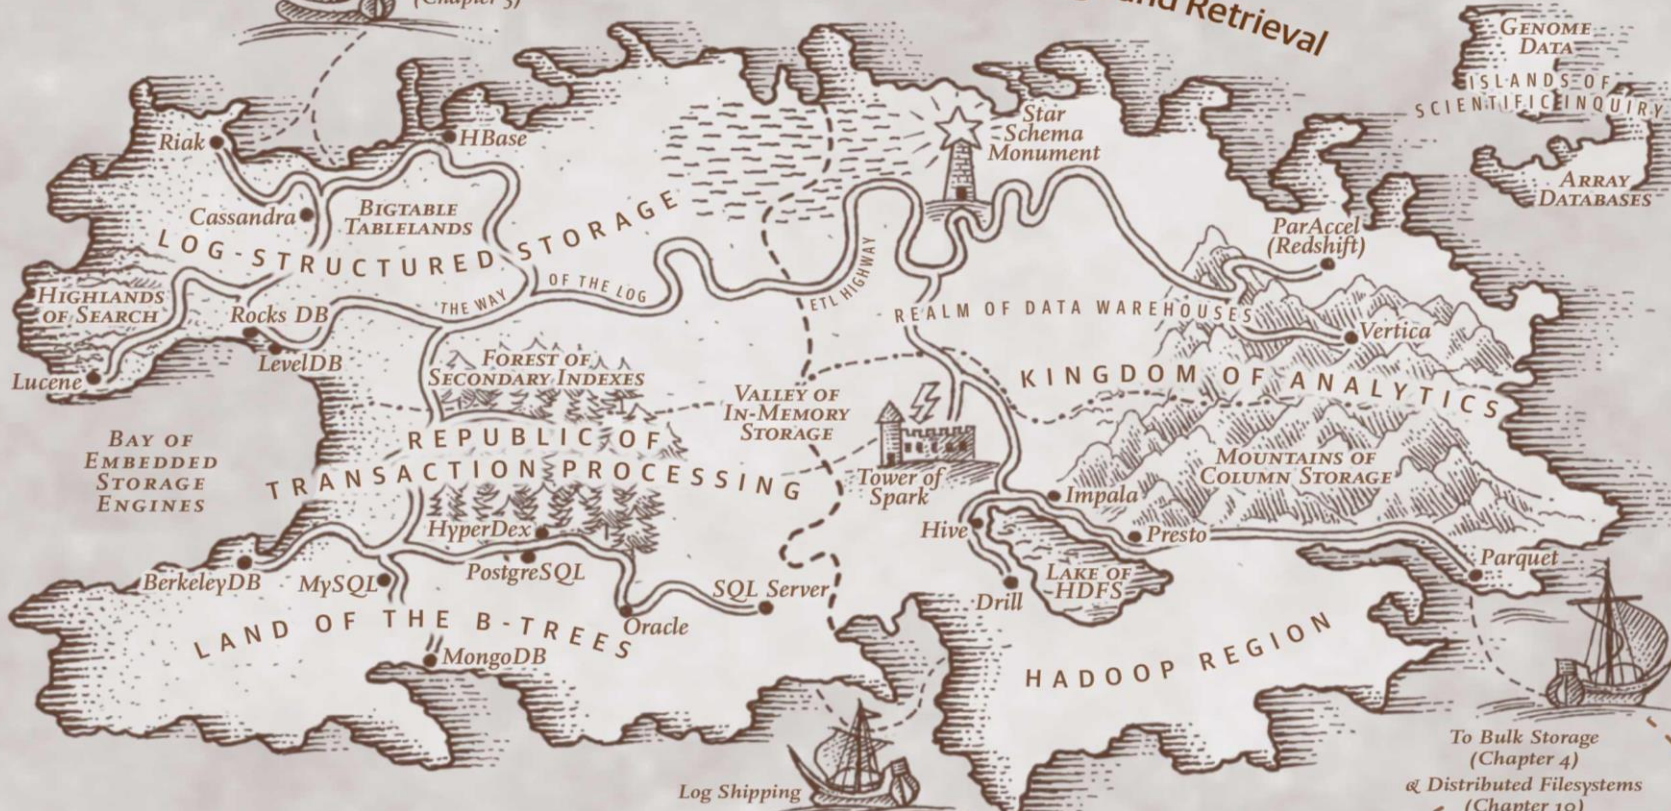 (Chapter 3)
and Retrieval
Genome
Data
Islands of
Scientific Inquiry
Array
Databases
Riak
HBase
Star
Schema
Monument
Cassandra
Bigtable
Tablelands
ParAccel
(Redshift)
LOG-STRUCTURED STORAGE
Highlands
of Search
THE WAY OF THE LOG
ETL HIGHWAY
REALM OF DATA WAREHOUSES
Rocks DB
Vertica
LevelDB
Lucene
Forest of
Secondary Indexes
KINGDOM OF ANALYTICS
Valley of
In-Memory
Storage
Bay of
Embedded
Storage
Engines
REPUBLIC OF
TRANSACTION PROCESSING
Tower of
Spark
Mountains of
Column Storage
Impala
HyperDex
Hive
Presto
Parquet
BerkeleyDB
MySQL
PostgreSQL
SQL Server
Lake of
HDFS
Drill
LAND OF THE B-TREES
Oracle
MongoDB
HADOOP REGION
To Bulk Storage
(Chapter 4)
& Distributed Filesystems
(Chapter 10)
Log Shipping